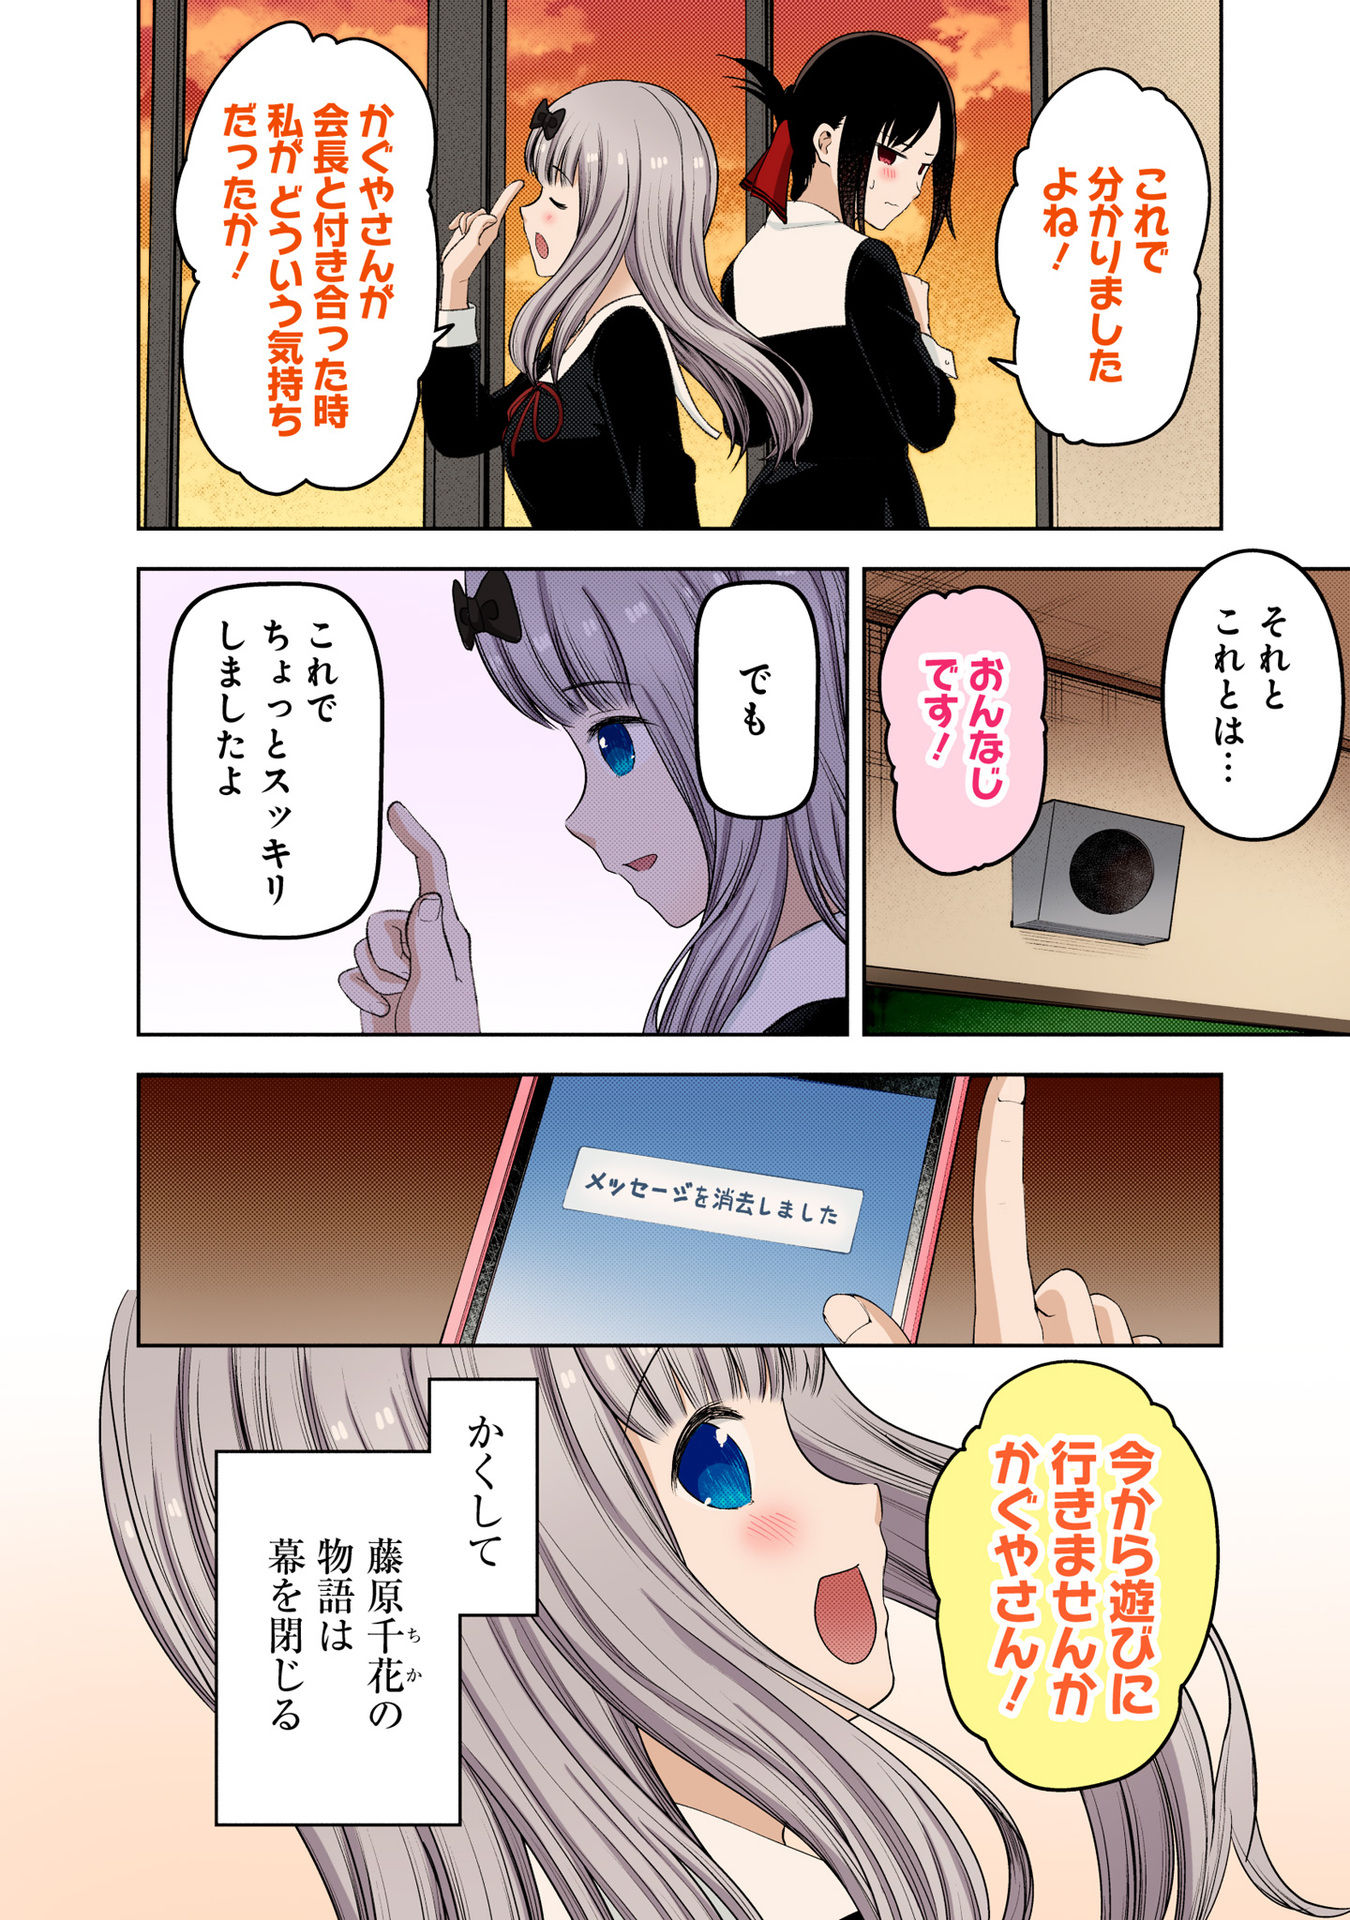 これで
分かりました
よね！
かぐやさんが
会長と付き合った時
私がどういう気持ち
だったか！
それと
これとは…
おんなじ
です！
でも
これで
ちょっとスッキリ
しましたよ
メッセージを消去しました
今から遊びに
行きませんか
かぐやさん！
かくして
藤原千花の
ちか
物語は
幕を閉じる